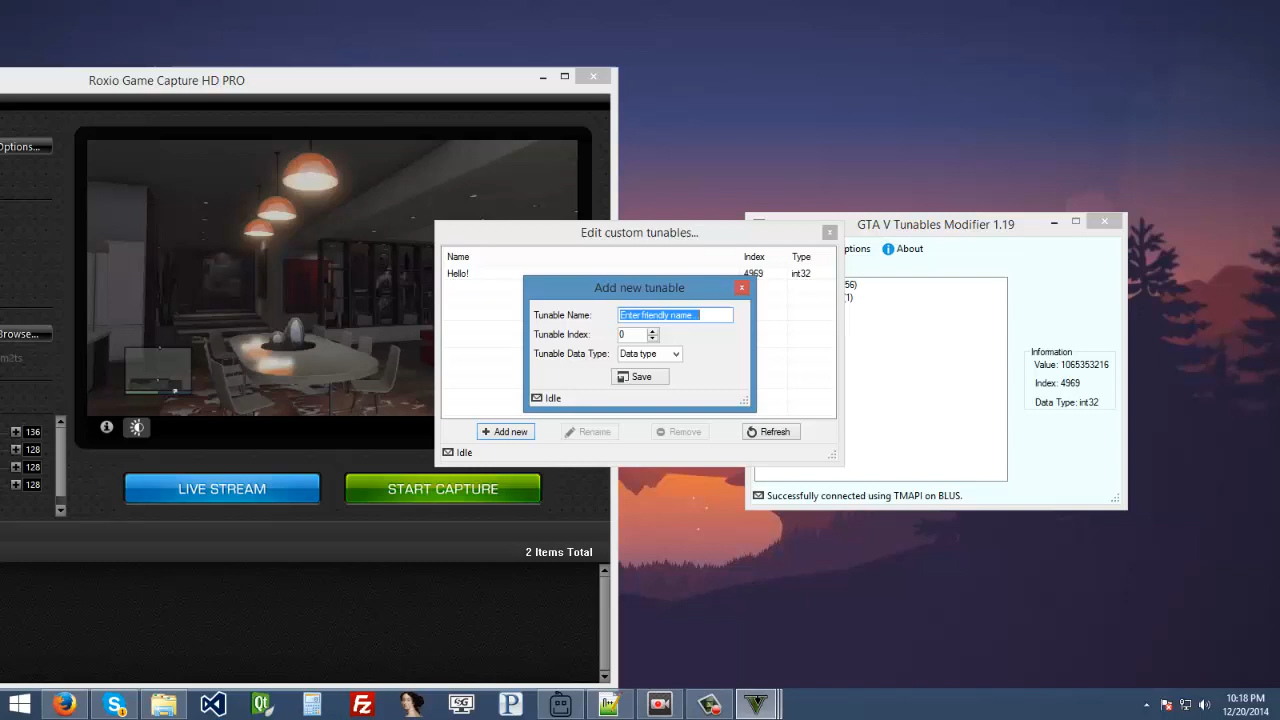 Roxio Game Capture HD PRO
Options...
Browse...
m2ts
136
128
128
128
LIVE STREAM
START CAPTURE
2 Items Total
Edit custom tunables...
Name Index Type
Hello! 4969 int32
Add new tunable
Tunable Name: Enter friendly name...
Tunable Index: 0
Tunable Data Type: Data type
Save
Idle
Add new Rename Remove Refresh
Idle
GTA V Tunables Modifier 1.19
ptions About
56)
(1)
Information
Value: 1065353216
Index: 4969
Data Type: int32
Successfully connected using TMAPI on BLUS.
10:18 PM
12/20/2014